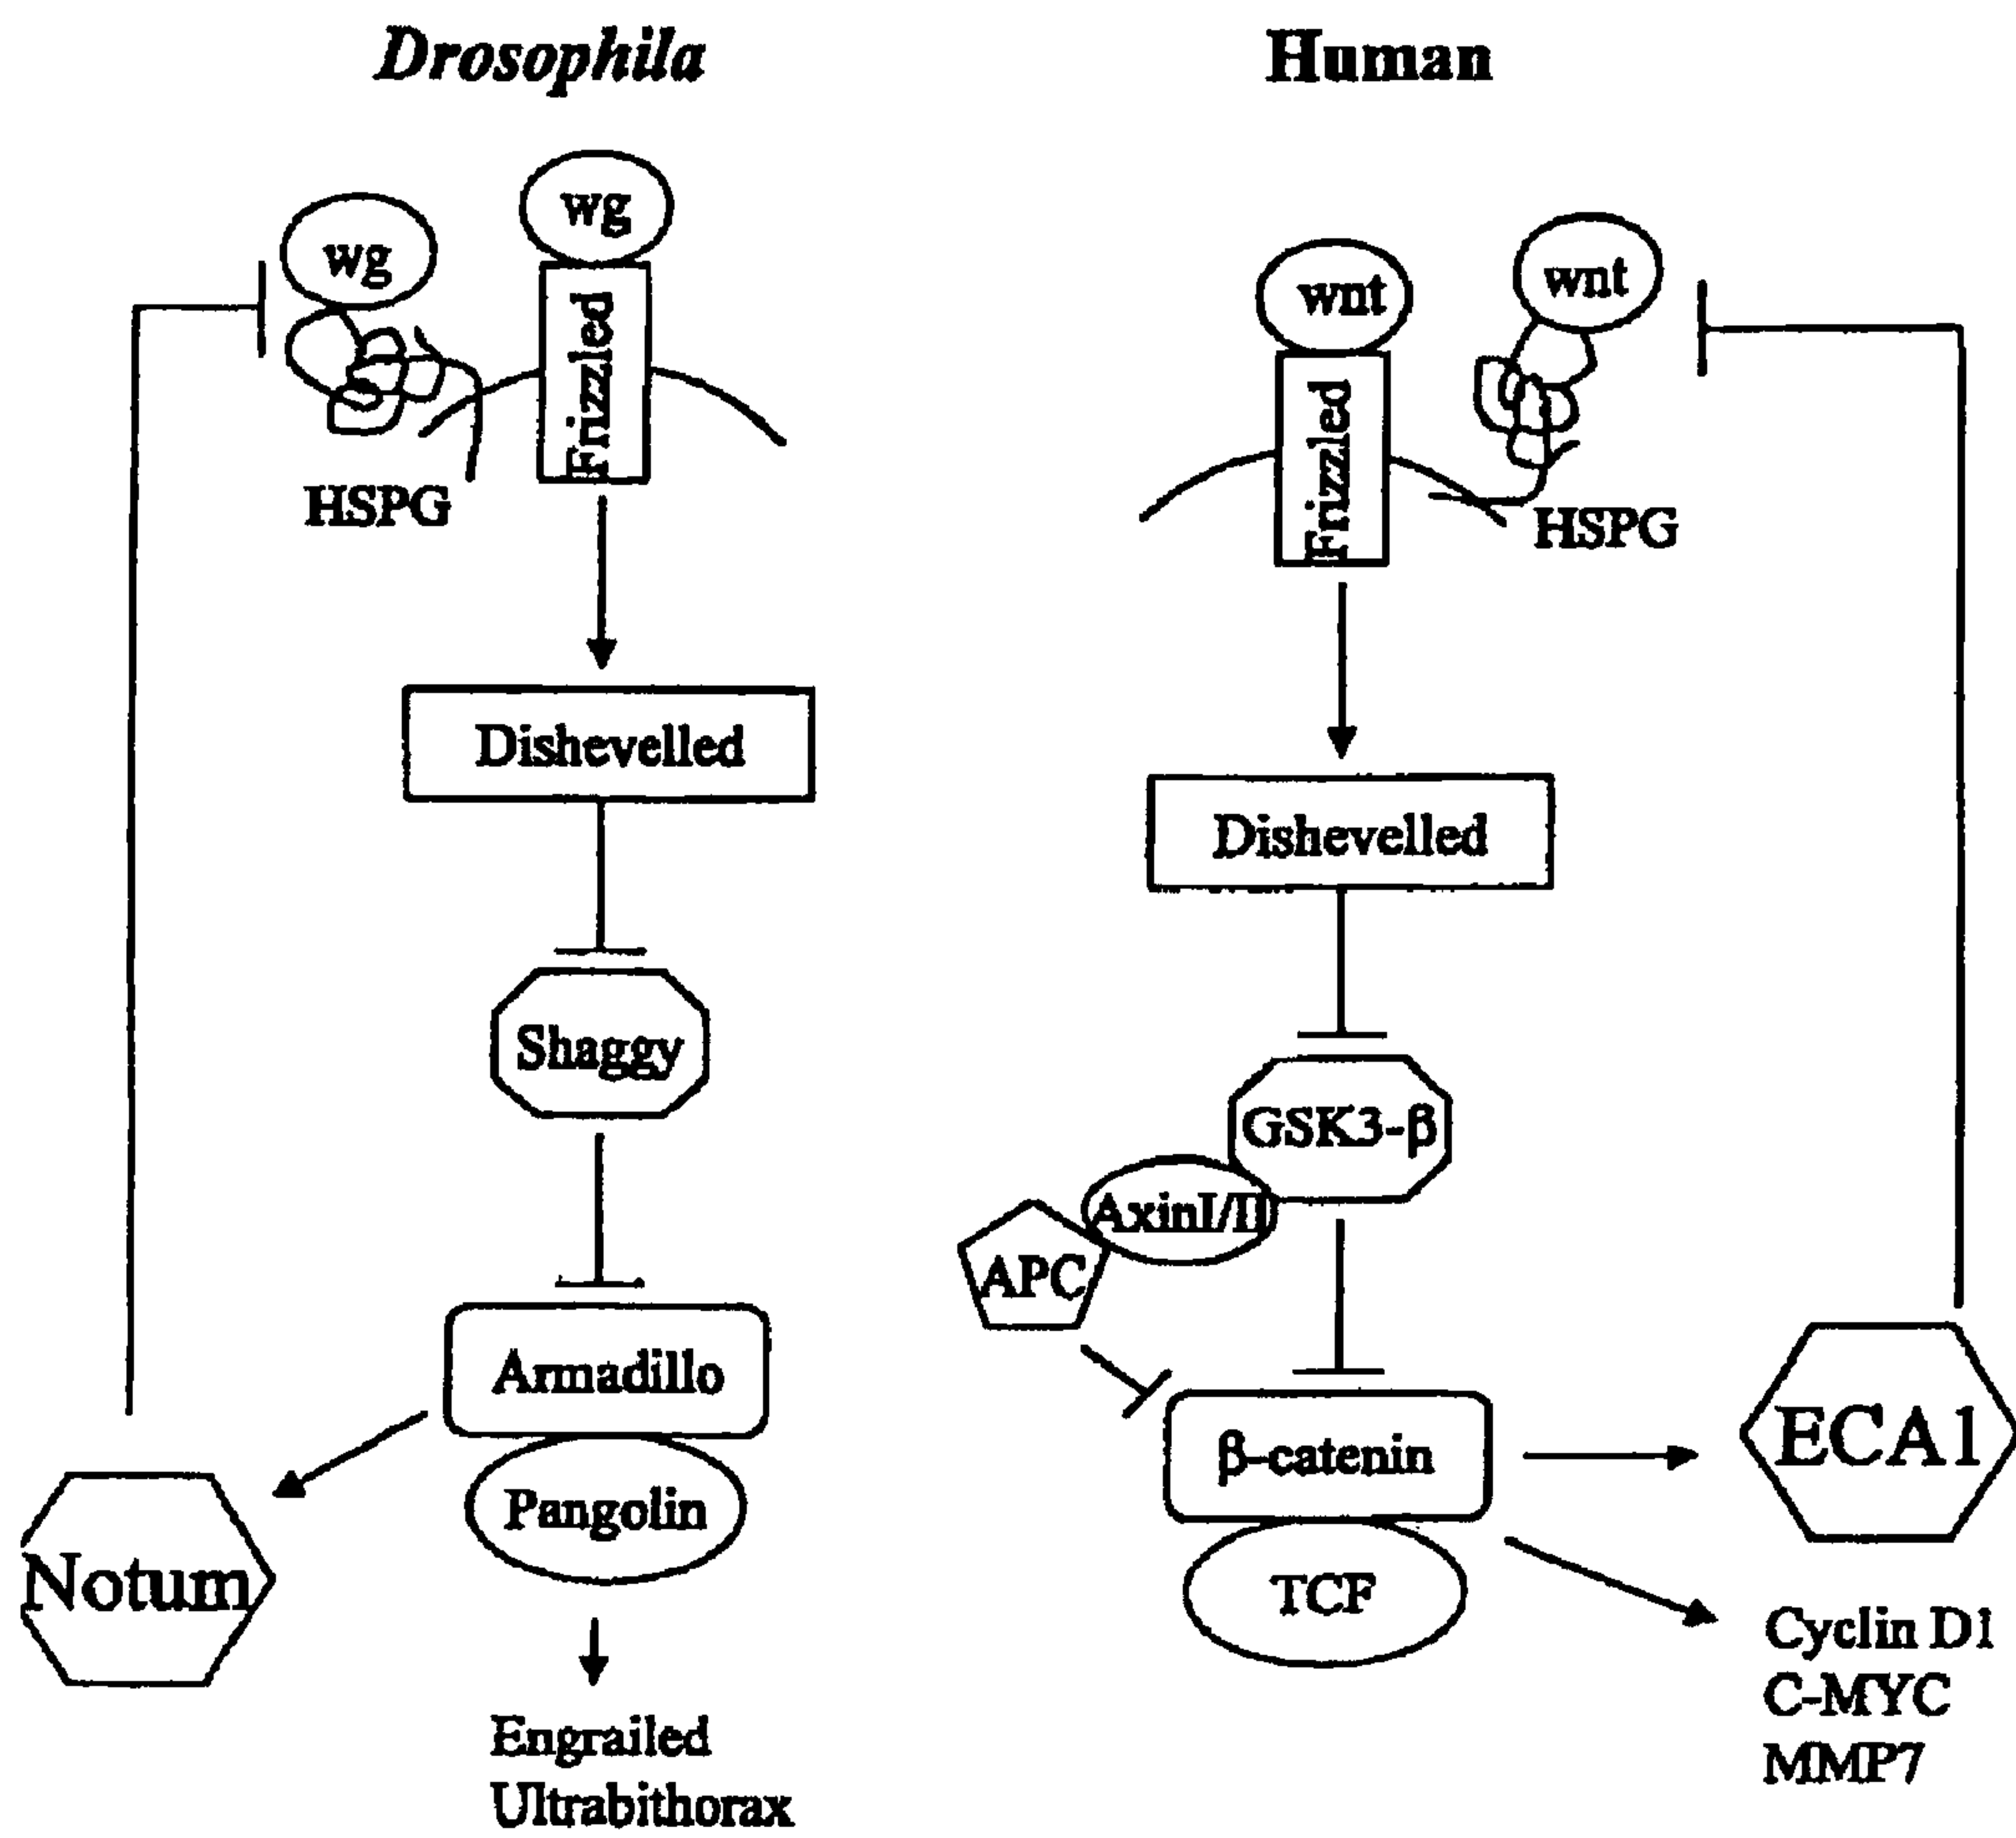 Drosophila
wg
wg
Frizzled
HSPG
Dishevelled
Shaggy
Armadillo
Pangolin
Notum
Engrailed
Ultrabithorax
Human
wnt
wnt
Frizzled
HSPG
Dishevelled
GSK3-β
AxinI/II
APC
β-catenin
TCF
ECA1
Cyclin D1
C-MYC
MMP7